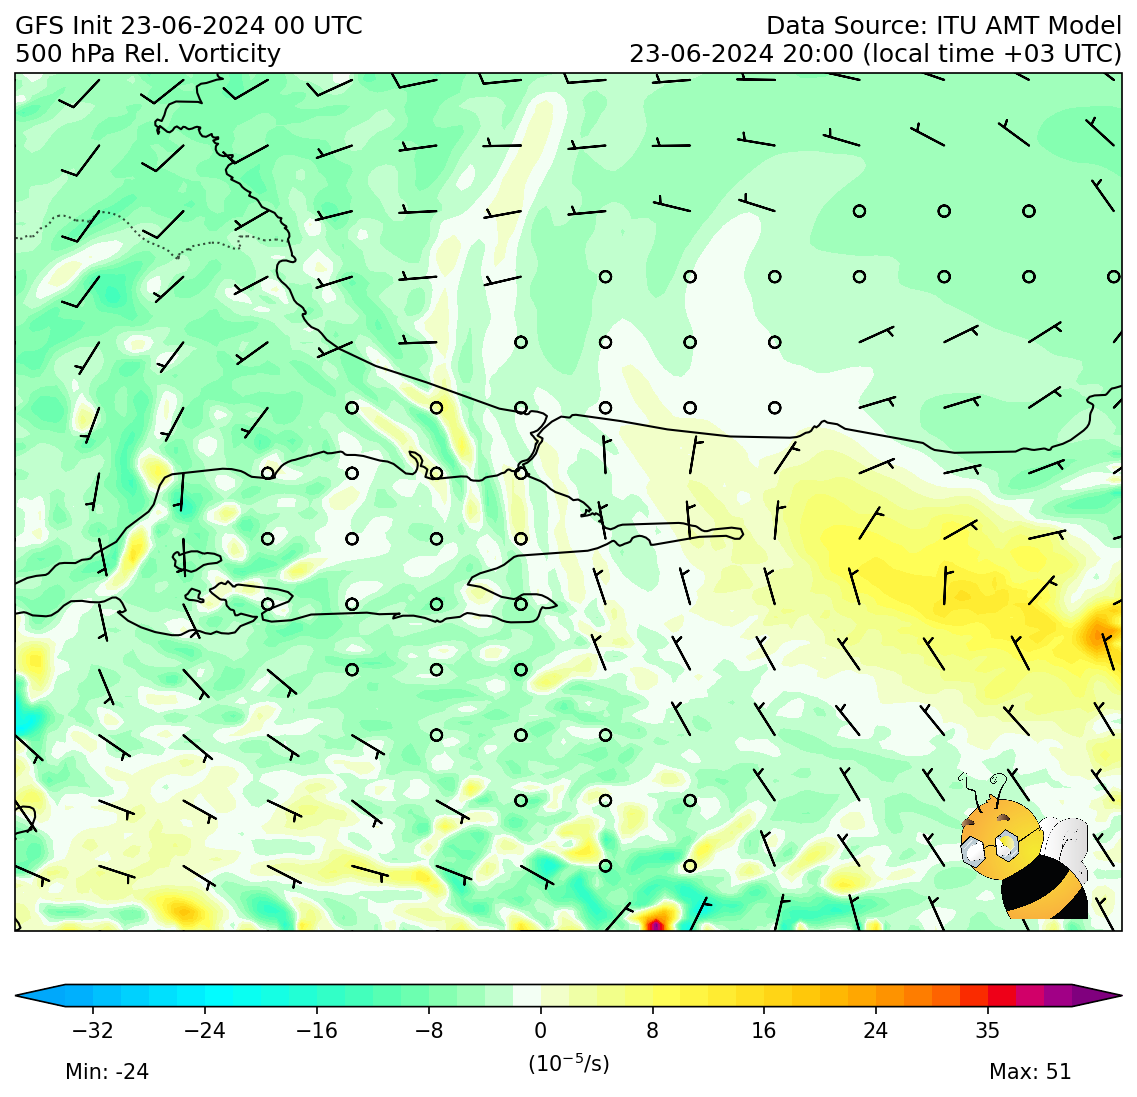 GFS Init 23-06-2024 00 UTC
Data Source: ITU AMT Model
500 hPa Rel. Vorticity
23-06-2024 20:00 (local time +03 UTC)
−32 −24 −16 −8 0 8 16 24 35
(10⁻⁵/s)
Min: -24
Max: 51